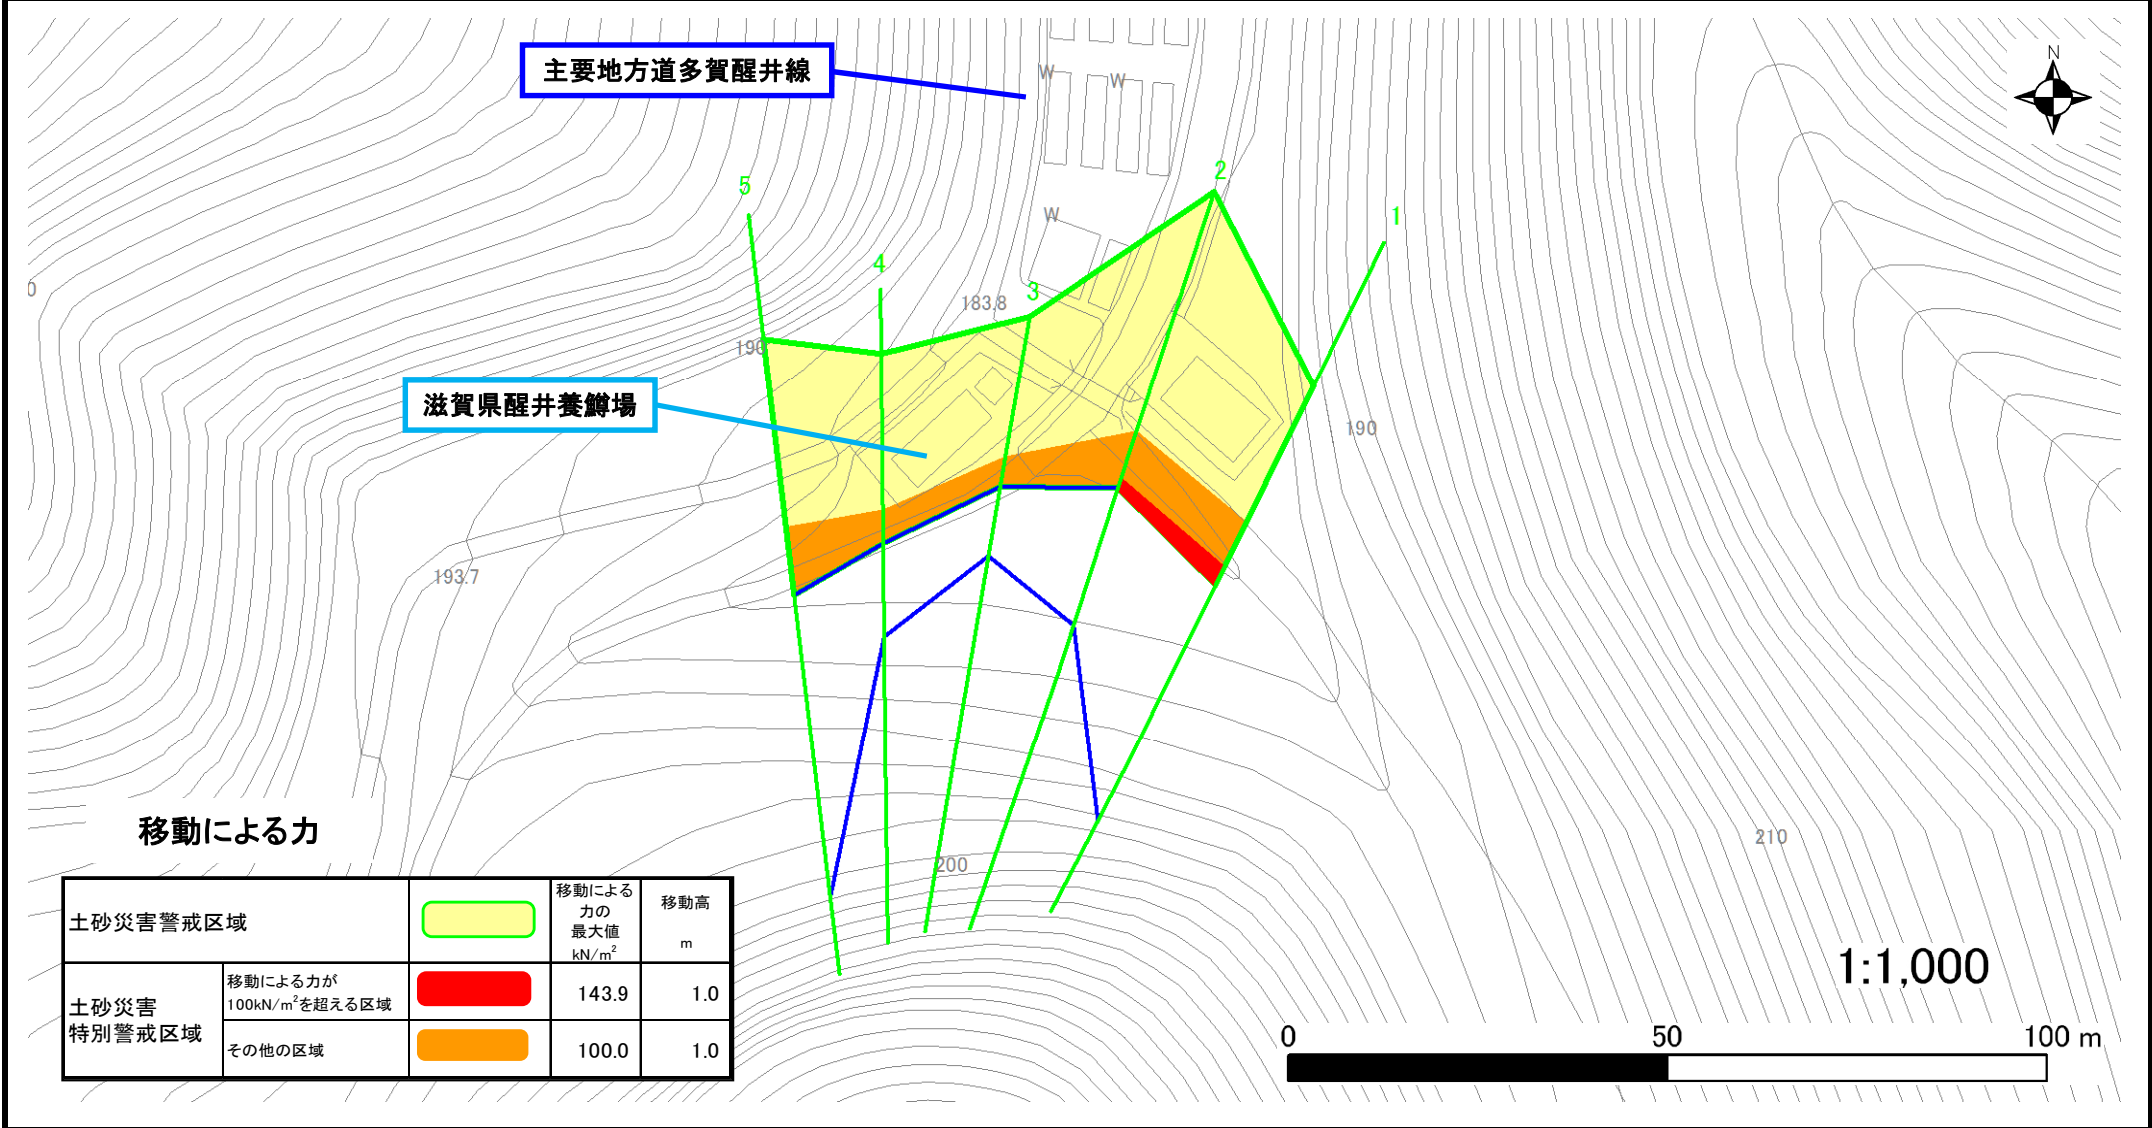 主要地方道多賀醒井線
N
W
W
2
5
W
1
4
0
3
183.8
190
滋賀県醒井養鱒場
190
193.7
移動による力
210
200
土砂災害警戒区域
移動による
力の
最大値
kN/m²
移動高
m
土砂災害
特別警戒区域
移動による力が
100kN/m²を超える区域
143.9
1.0
その他の区域
100.0
1.0
1:1,000
0
50
100 m